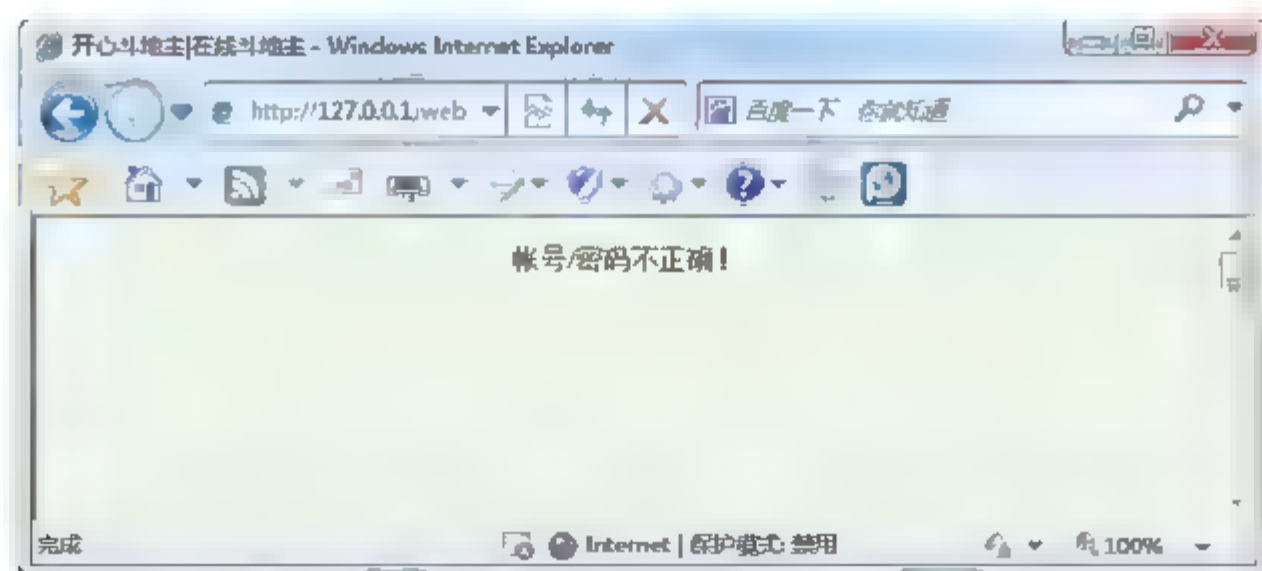 开心斗地主|在线斗地主 - Windows Internet Explorer
http://127.0.0.1/web
百度一下 你就知道
帐号/密码不正确！
完成
Internet | 保护模式: 禁用
100%